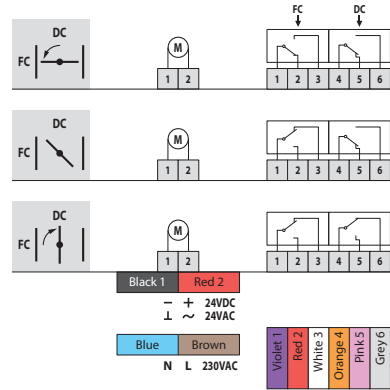 FC DC
DC
FC
M
1 2
1 2 3 4 5 6
DC
FC
M
1 2
1 2 3 4 5 6
DC
FC
M
1 2
1 2 3 4 5 6
Black 1 Red 2
− + 24VDC
⊥ ~ 24VAC
Blue Brown
N L 230VAC
Violet 1
Red 2
White 3
Orange 4
Pink 5
Grey 6